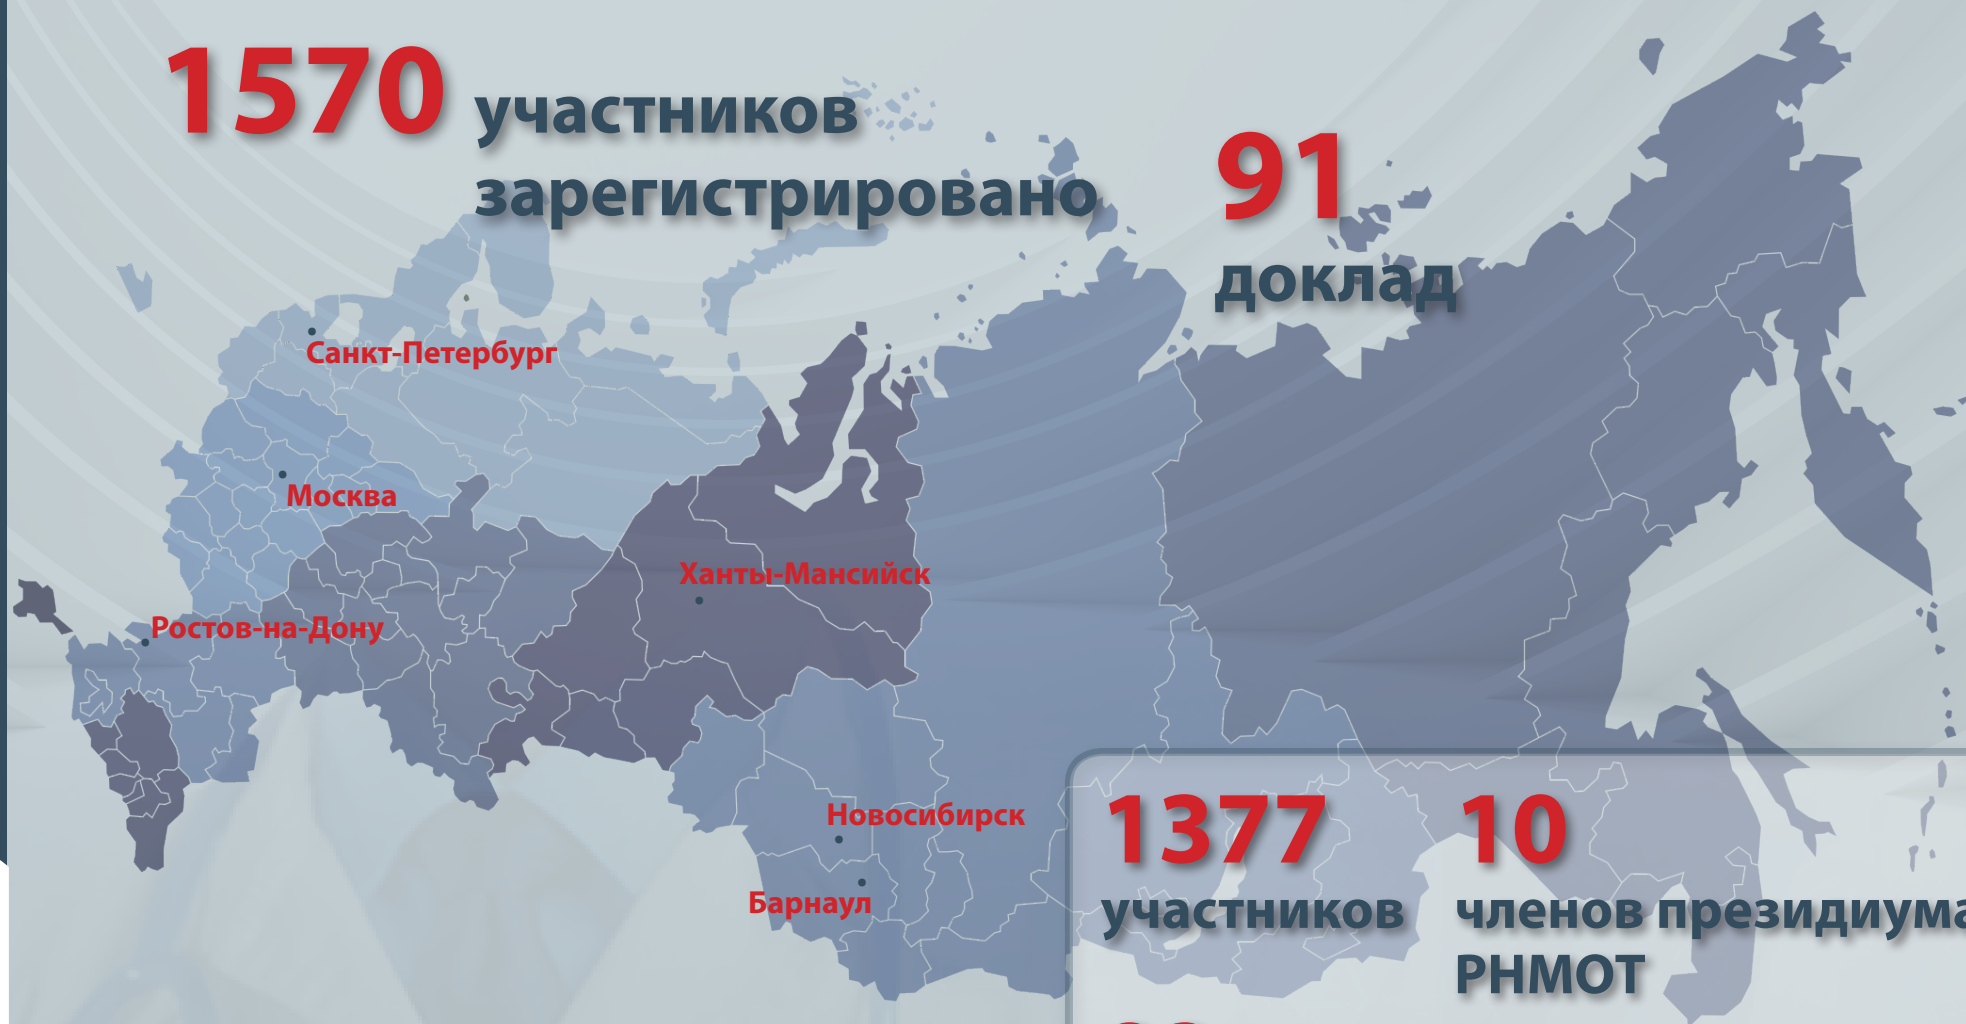 1570 участников
зарегистрировано
91
доклад
Санкт-Петербург
Москва
Ханты-Мансийск
Ростов-на-Дону
Новосибирск
Барнаул
1377
участников
10
членов президиума
РНМОТ